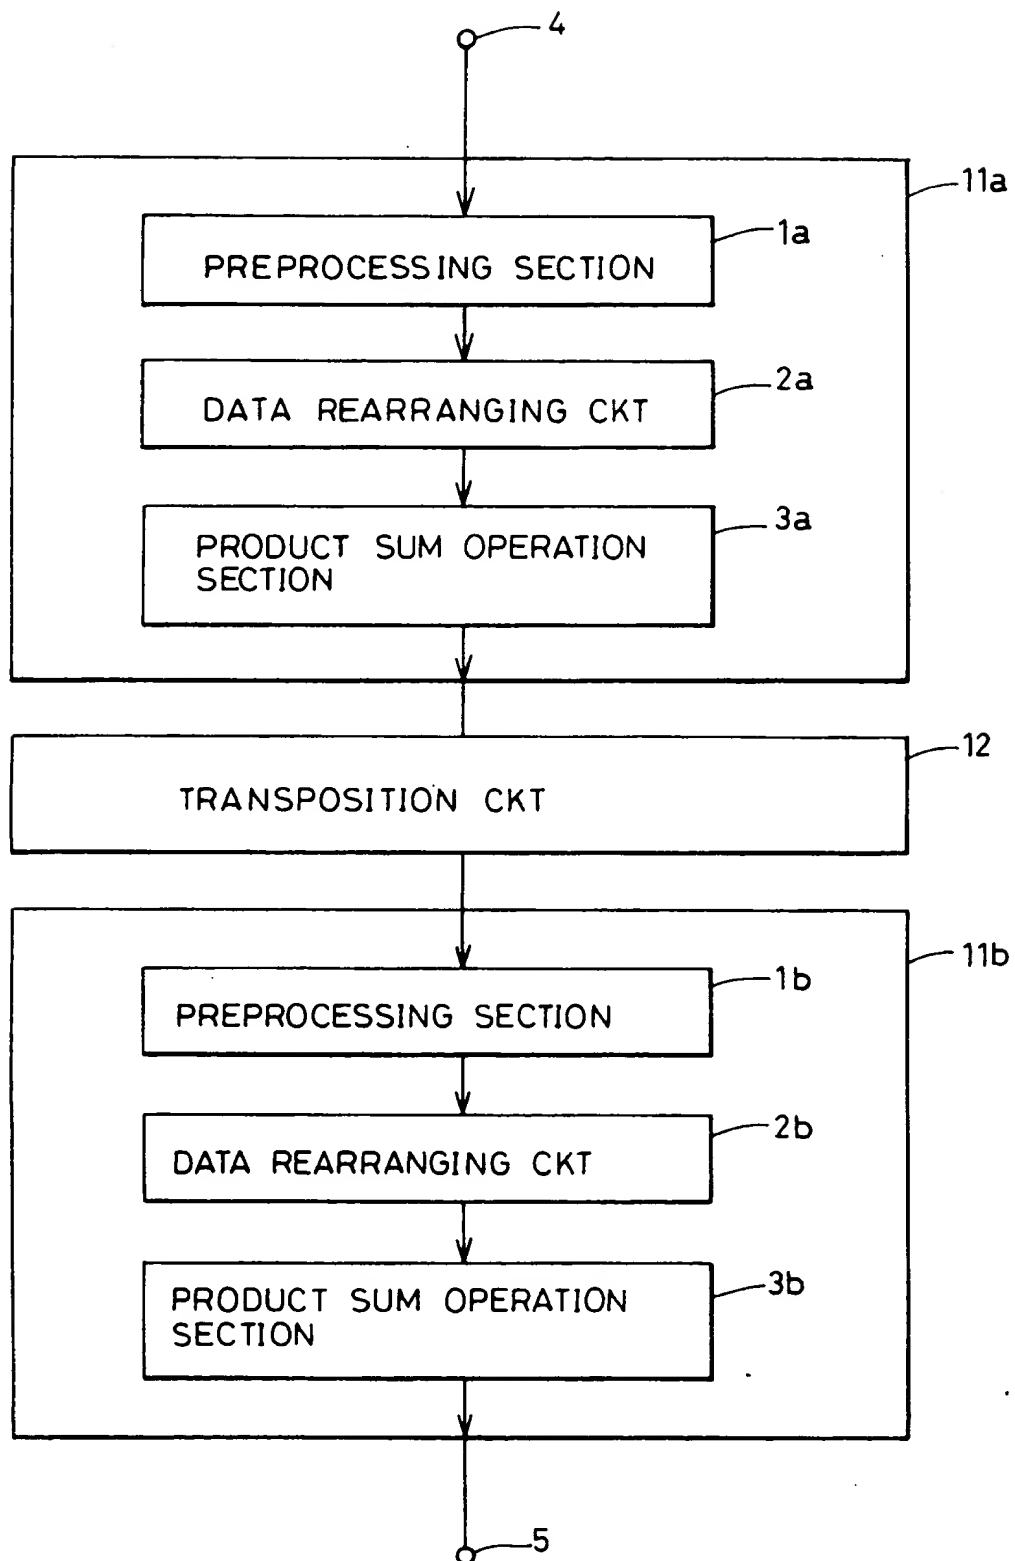 4
11a
1a
PREPROCESSING SECTION
2a
DATA REARRANGING CKT
3a
PRODUCT SUM OPERATION
SECTION
12
TRANSPOSITION CKT
11b
1b
PREPROCESSING SECTION
2b
DATA REARRANGING CKT
3b
PRODUCT SUM OPERATION
SECTION
5